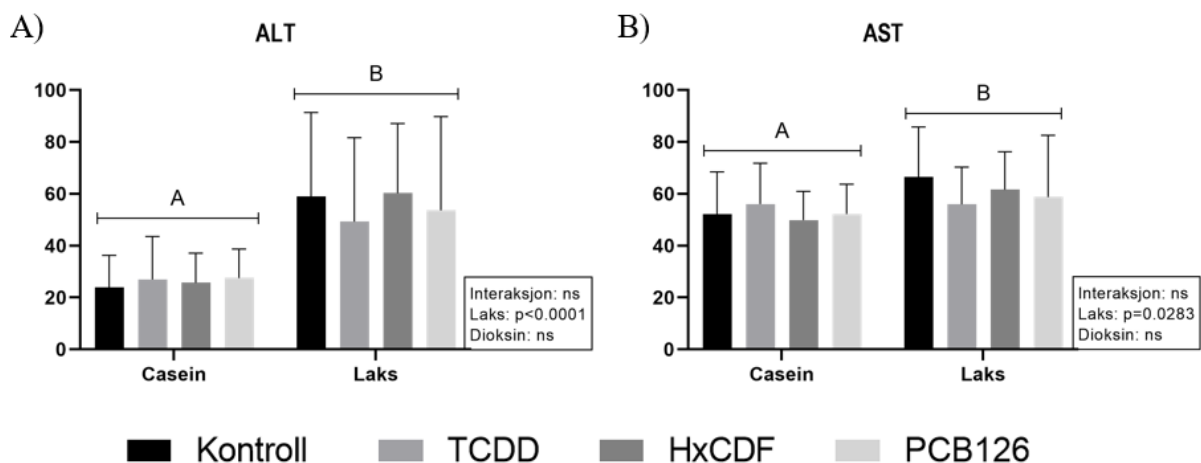 A)
ALT
100
80
60
40
20
0
A
B
Casein
Laks
Interaksjon: ns
Laks: p<0.0001
Dioksin: ns
B)
AST
100
80
60
40
20
0
A
B
Casein
Laks
Interaksjon: ns
Laks: p=0.0283
Dioksin: ns
Kontroll TCDD HxCDF PCB126